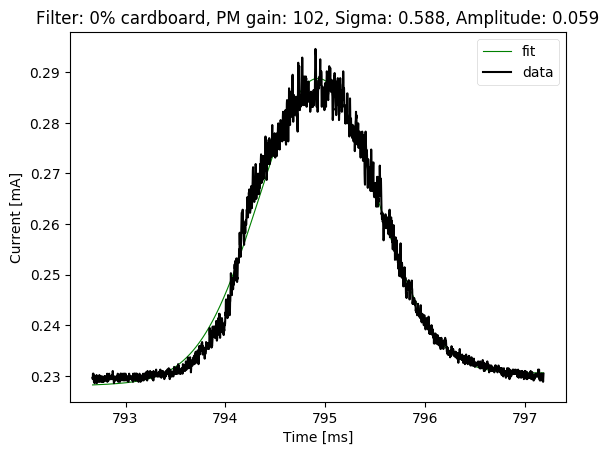 Filter: 0% cardboard, PM gain: 102, Sigma: 0.588, Amplitude: 0.059
fit
data
0.29
0.28
0.27
0.26
0.25
0.24
0.23
Current [mA]
793 794 795 796 797
Time [ms]